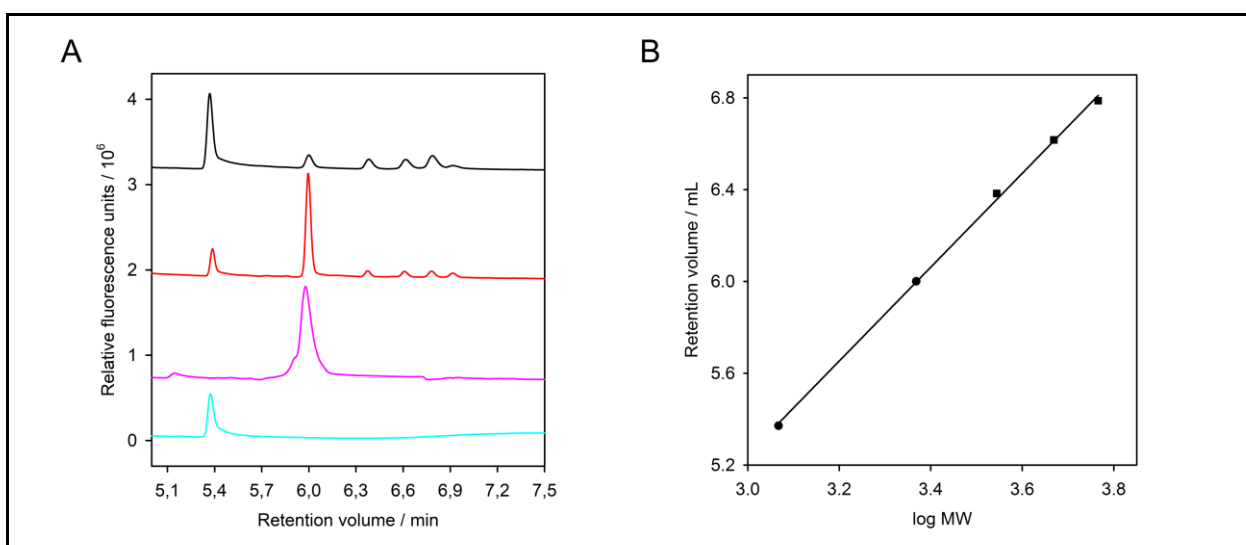 A
Relative fluorescence units / 10⁶
4
3
2
1
0
5,1 5,4 5,7 6,0 6,3 6,6 6,9 7,2 7,5
Retention volume / min
B
Retention volume / mL
6.8
6.4
6.0
5.6
5.2
3.0 3.2 3.4 3.6 3.8
log MW